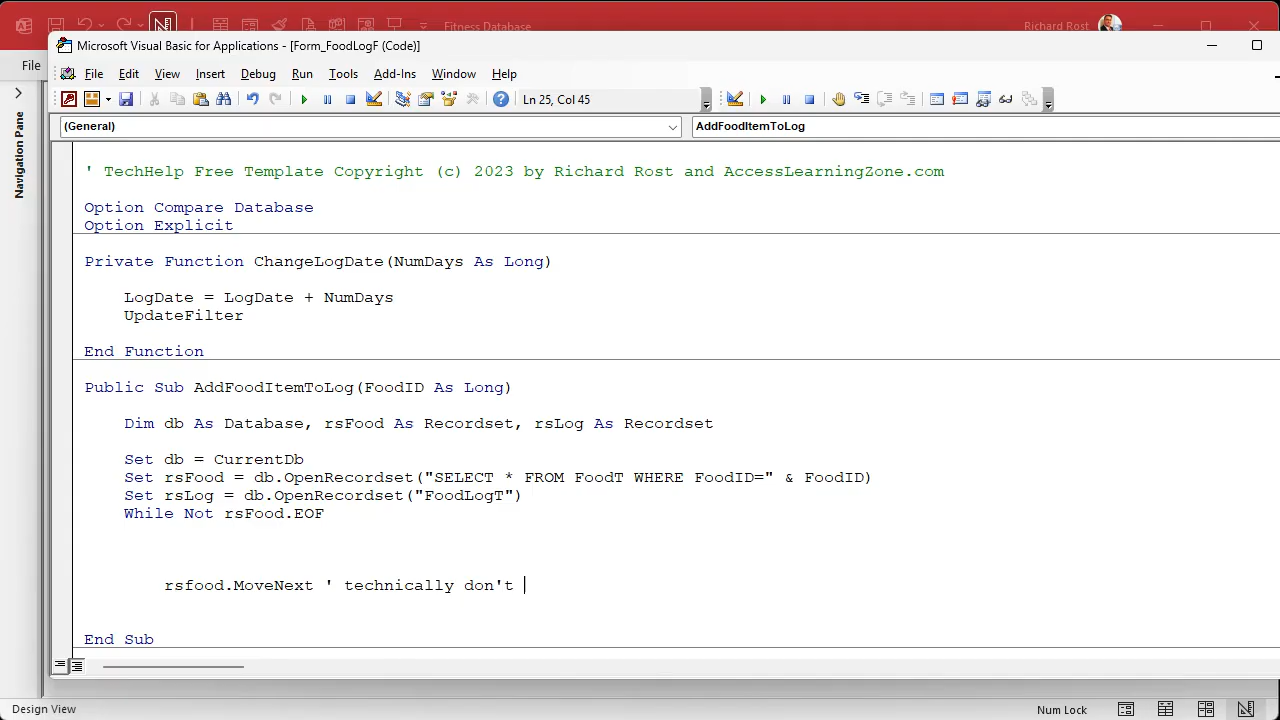 Fitness Database
Richard Rost
File
Microsoft Visual Basic for Applications - [Form_FoodLogF (Code)]
File Edit View Insert Debug Run Tools Add-Ins Window Help
Ln 25, Col 45
(General)
AddFoodItemToLog
Navigation Pane
' TechHelp Free Template Copyright (c) 2023 by Richard Rost and AccessLearningZone.com
Option Compare Database
Option Explicit
Private Function ChangeLogDate(NumDays As Long)
LogDate = LogDate + NumDays
UpdateFilter
End Function
Public Sub AddFoodItemToLog(FoodID As Long)
Dim db As Database, rsFood As Recordset, rsLog As Recordset
Set db = CurrentDb
Set rsFood = db.OpenRecordset("SELECT * FROM FoodT WHERE FoodID=" & FoodID)
Set rsLog = db.OpenRecordset("FoodLogT")
While Not rsFood.EOF
rsfood.MoveNext ' technically don't
End Sub
Design View
Num Lock